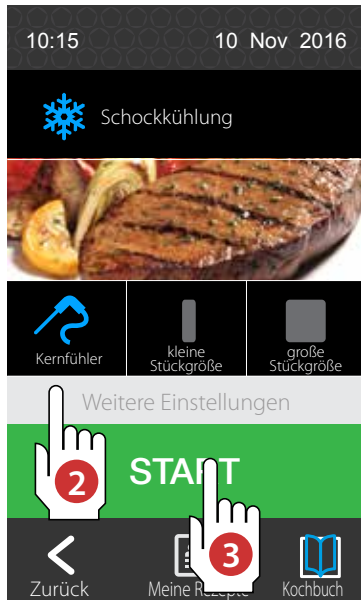 10:15 10 Nov 2016
Schockkühlung
Kernfühler
kleine
Stückgröße
große
Stückgröße
Weitere Einstellungen
2
START
3
Zurück Meine Rezepte Kochbuch